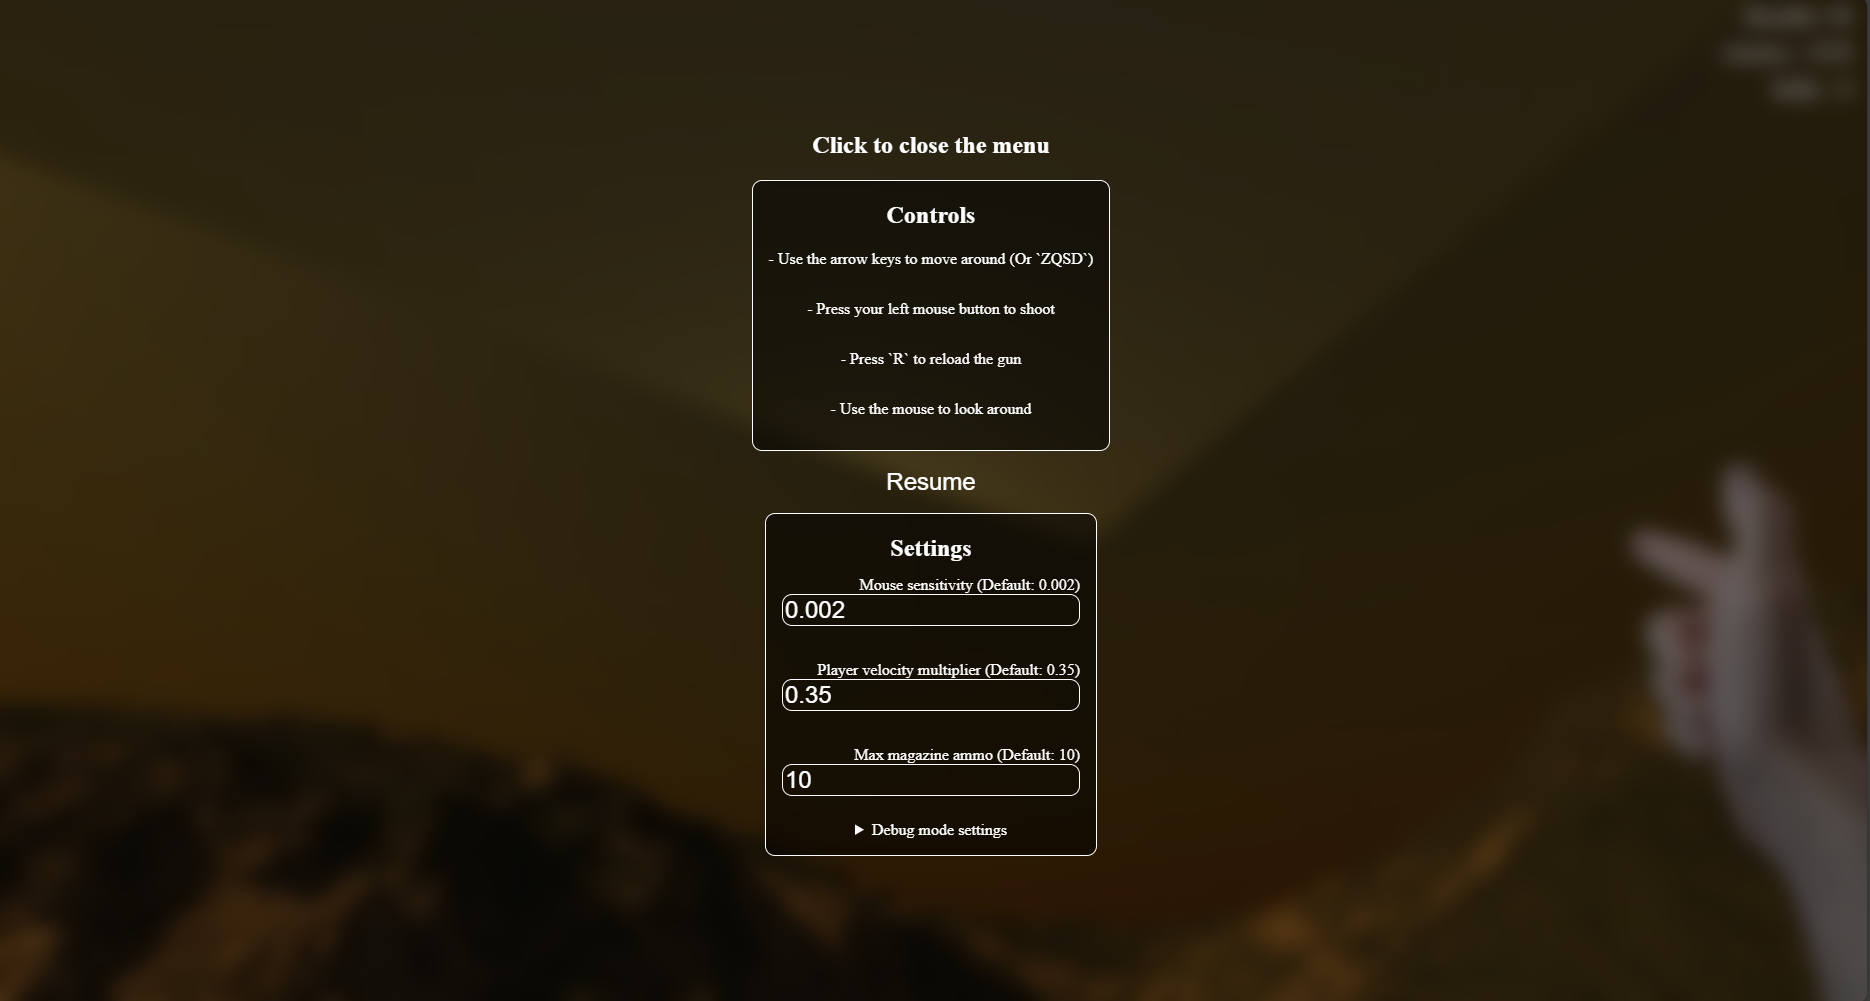 Click to close the menu
Controls
- Use the arrow keys to move around (Or `ZQSD`)
- Press your left mouse button to shoot
- Press `R` to reload the gun
- Use the mouse to look around
Resume
Settings
Mouse sensitivity (Default: 0.002)
0.002
Player velocity multiplier (Default: 0.35)
0.35
Max magazine ammo (Default: 10)
10
▶ Debug mode settings